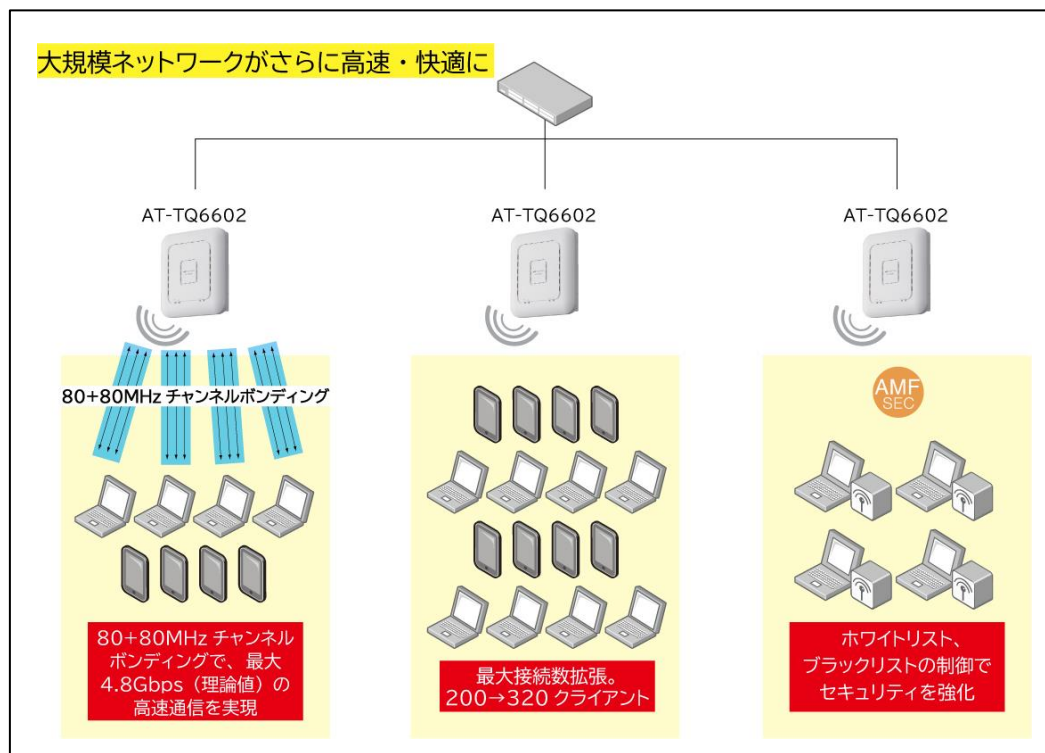 大規模ネットワークがさらに高速・快適に
AT-TQ6602
AT-TQ6602
AT-TQ6602
80+80MHz チャンネルボンディング
80+80MHz チャンネル
ボンディングで、最大
4.8Gbps（理論値）の
高速通信を実現
最大接続数拡張。
200→320 クライアント
AMF
SEC
ホワイトリスト、
ブラックリストの制御で
セキュリティを強化